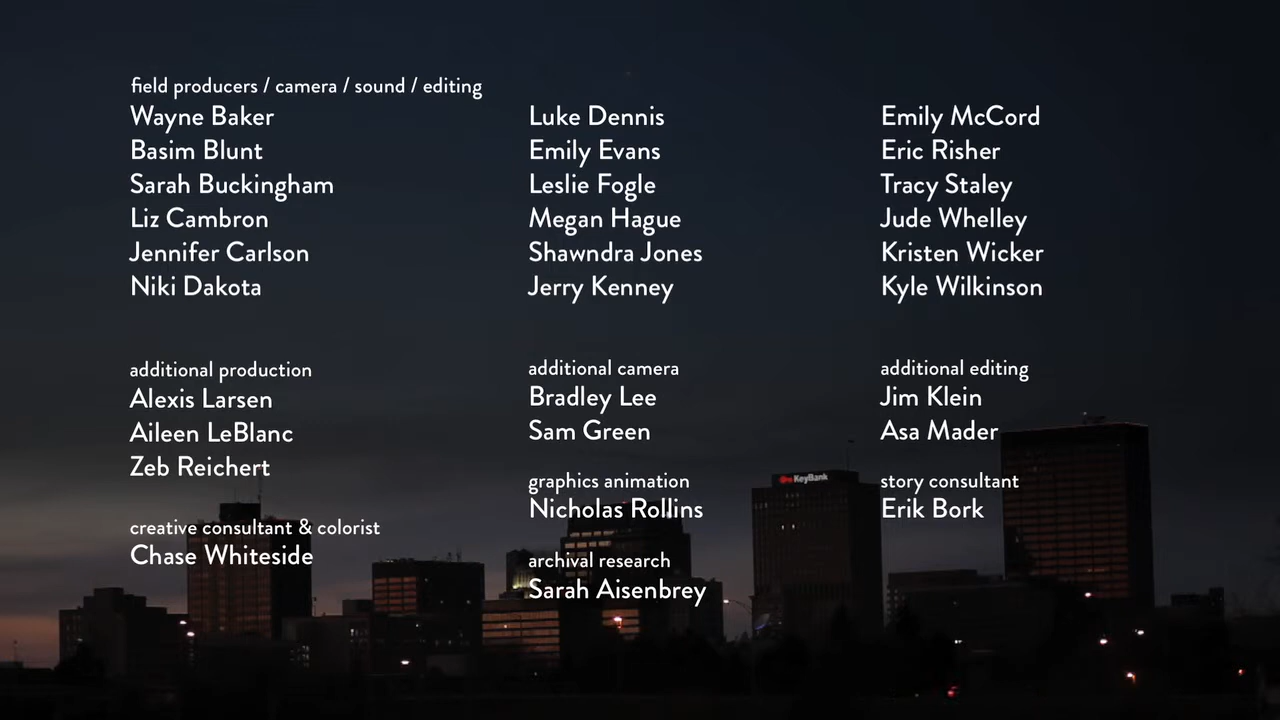 field producers / camera / sound / editing
Wayne Baker
Basim Blunt
Sarah Buckingham
Liz Cambron
Jennifer Carlson
Niki Dakota
Luke Dennis
Emily Evans
Leslie Fogle
Megan Hague
Shawndra Jones
Jerry Kenney
Emily McCord
Eric Risher
Tracy Staley
Jude Whelley
Kristen Wicker
Kyle Wilkinson
additional production
Alexis Larsen
Aileen LeBlanc
Zeb Reichert
creative consultant & colorist
Chase Whiteside
additional camera
Bradley Lee
Sam Green
graphics animation
Nicholas Rollins
archival research
Sarah Aisenbrey
additional editing
Jim Klein
Asa Mader
story consultant
Erik Bork
KeyBank